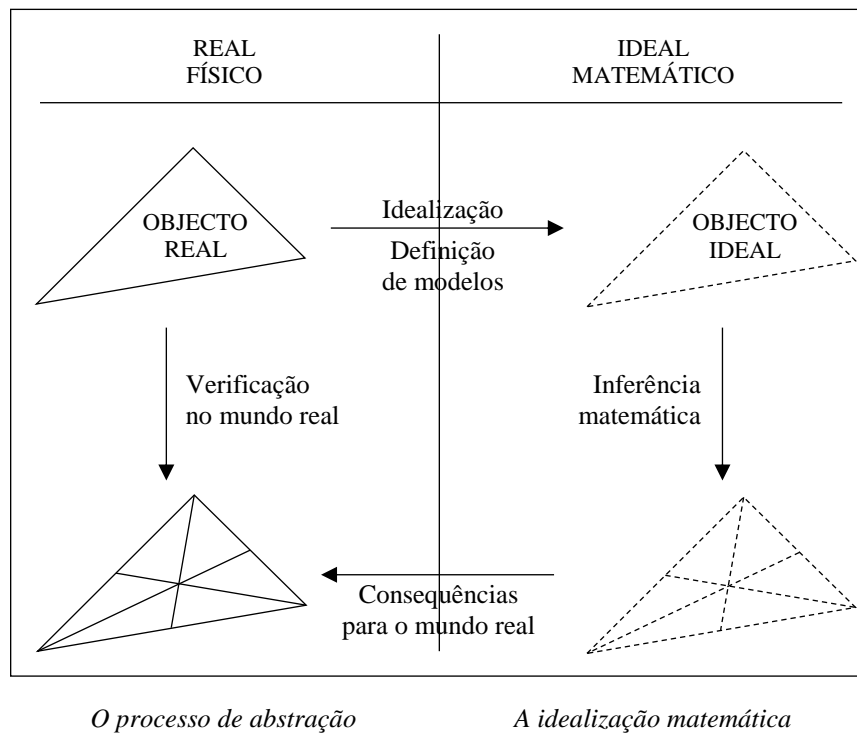 REAL
FÍSICO
IDEAL
MATEMÁTICO
OBJECTO
REAL
Idealização
Definição
de modelos
OBJECTO
IDEAL
Verificação
no mundo real
Inferência
matemática
Consequências
para o mundo real
O processo de abstração
A idealização matemática